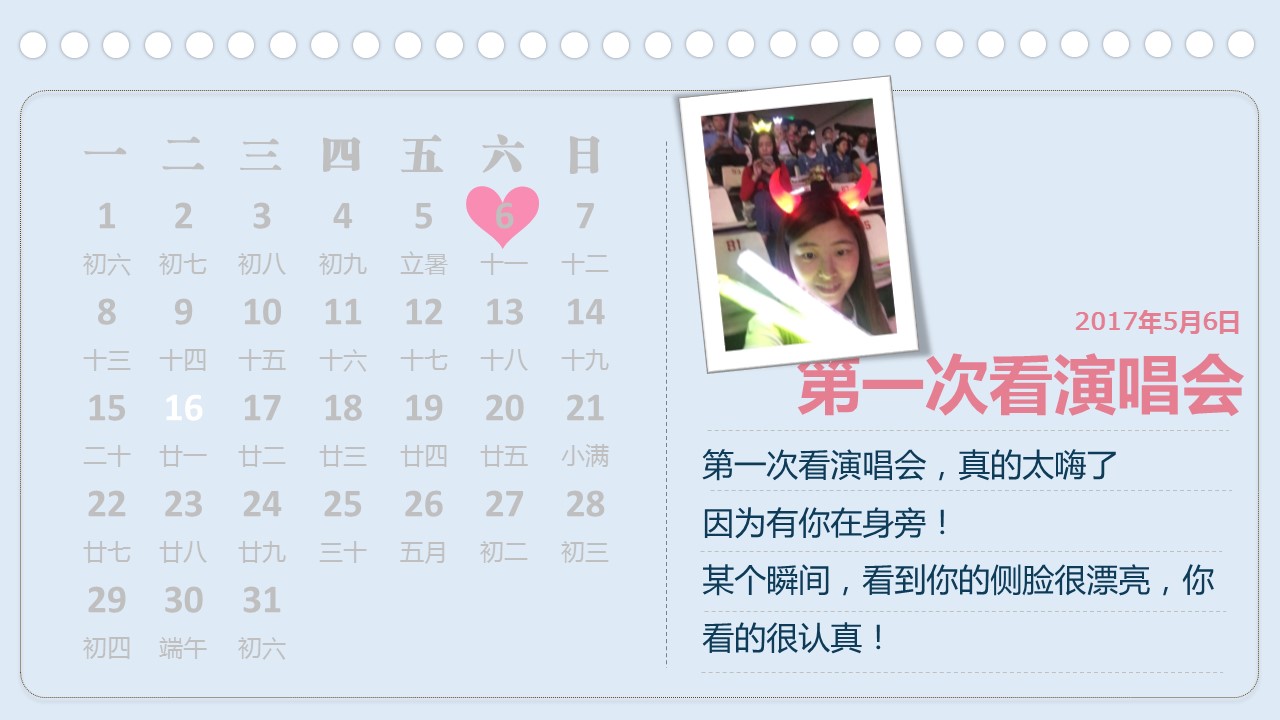 一 二 三 四 五 六 日
1 2 3 4 5 6 7
初六 初七 初八 初九 立暑 十一 十二
8 9 10 11 12 13 14
十三 十四 十五 十六 十七 十八 十九
15 16 17 18 19 20 21
二十 廿一 廿二 廿三 廿四 廿五 小满
22 23 24 25 26 27 28
廿七 廿八 廿九 三十 五月 初二 初三
29 30 31
初四 端午 初六
81
2017年5月6日
第一次看演唱会
第一次看演唱会，真的太嗨了
因为有你在身旁！
某个瞬间，看到你的侧脸很漂亮，你
看的很认真！